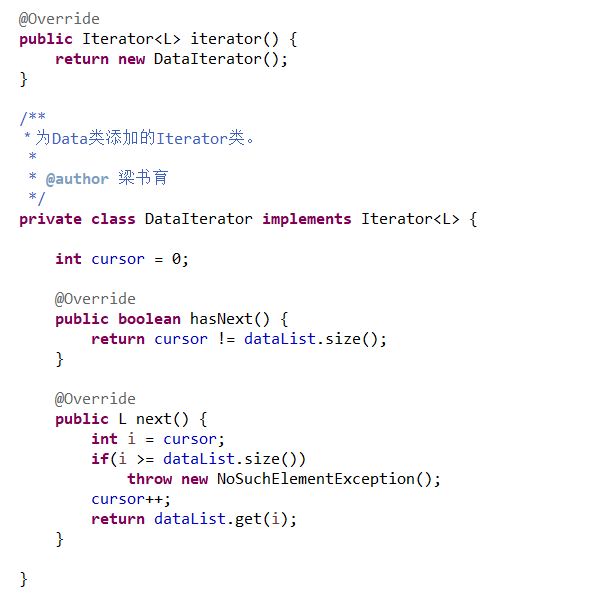 @Override
public Iterator<L> iterator() {
    return new DataIterator();
}

/**
 * 为Data类添加的Iterator类。
 *
 * @author 梁书育
 */
private class DataIterator implements Iterator<L> {

    int cursor = 0;

    @Override
    public boolean hasNext() {
        return cursor != dataList.size();
    }

    @Override
    public L next() {
        int i = cursor;
        if(i >= dataList.size())
            throw new NoSuchElementException();
        cursor++;
        return dataList.get(i);
    }

}